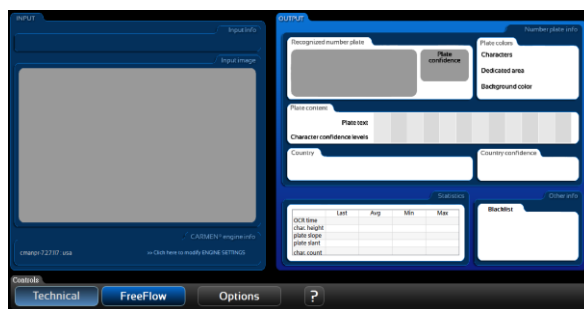 INPUT
Input info
Input image
CARMEN® engine info
cmanpr-7.2.7.97: usa
>> Click here to modify ENGINE SETTINGS
OUTPUT
Number plate info
Recognized number plate
Plate confidence
Plate colors
Characters
Dedicated area
Background color
Plate content
Plate text
Character confidence levels
Country
Country confidence
Statistics
Last Avg Min Max
OCR time
char. height
plate slope
plate slant
char. count
Other info
Blacklist
Controls
Technical FreeFlow Options ?